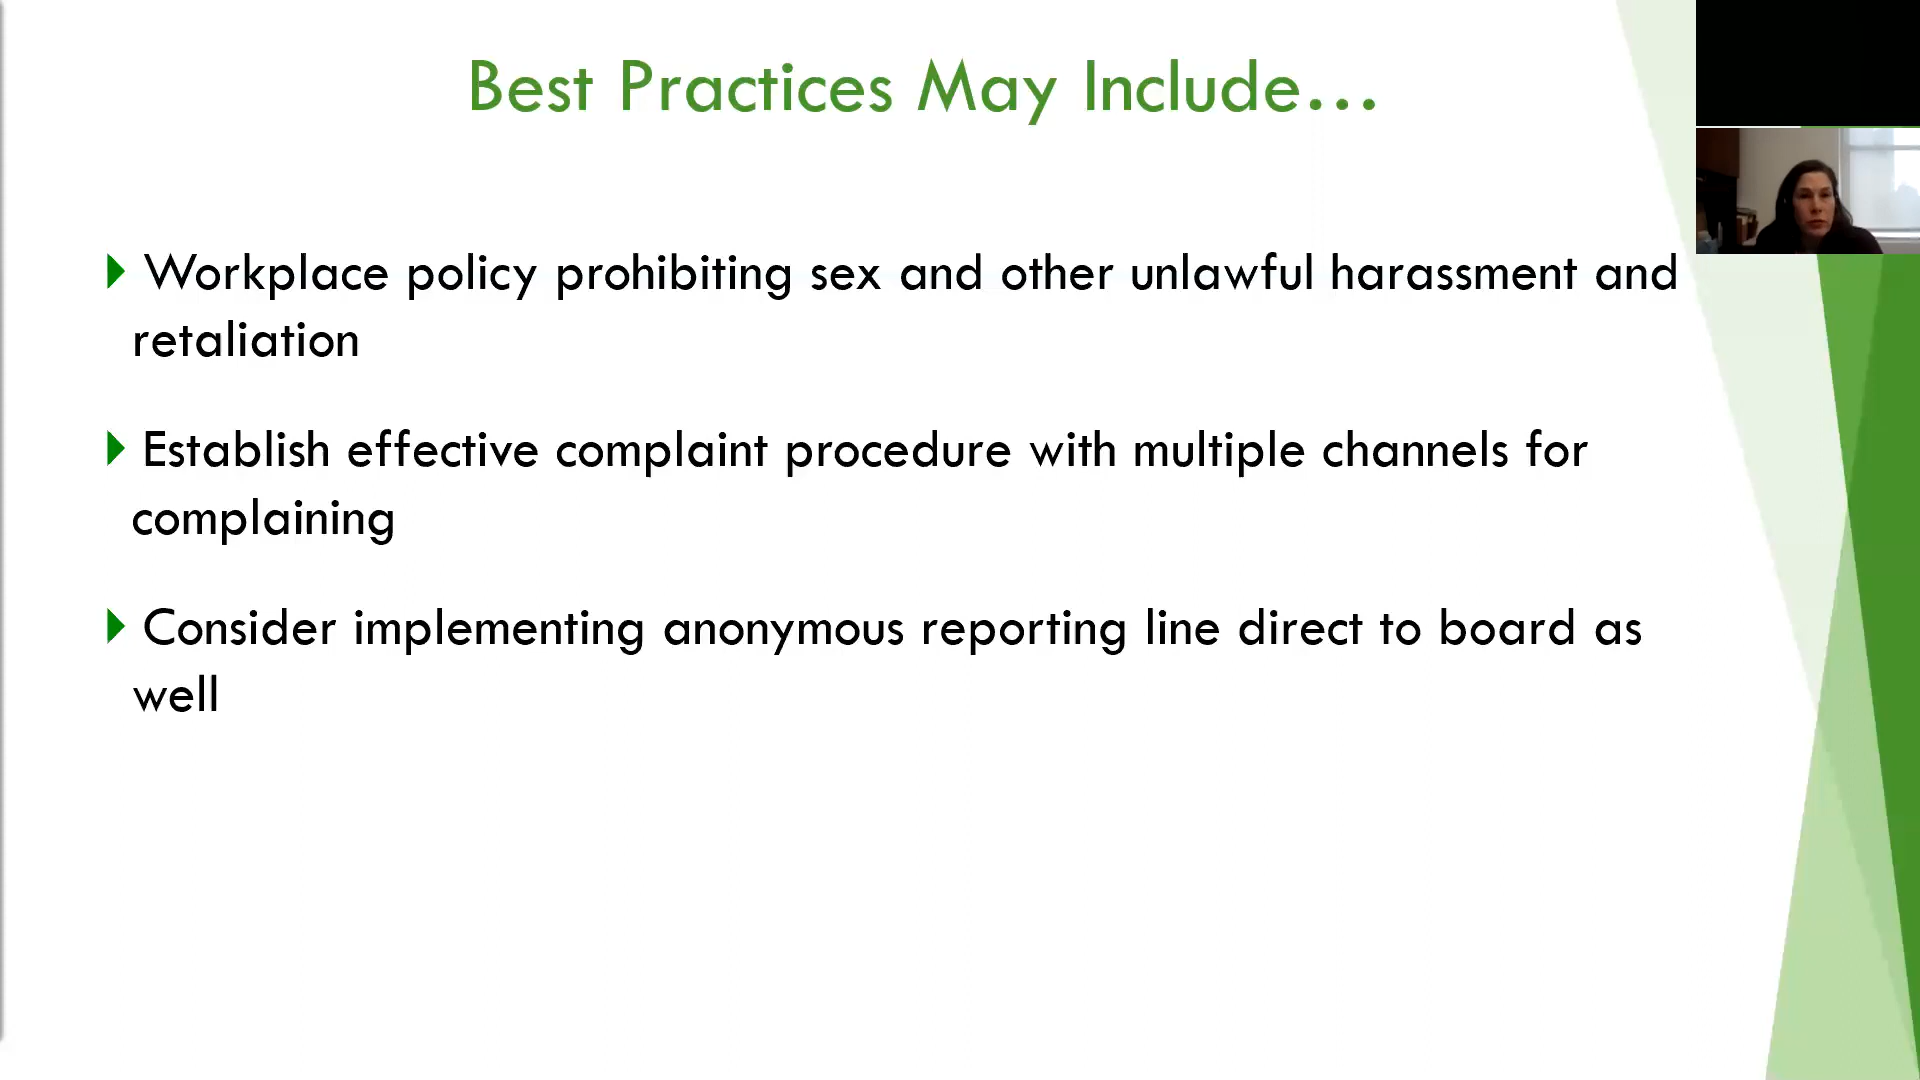 Best Practices May Include...
Workplace policy prohibiting sex and other unlawful harassment and
retaliation
Establish effective complaint procedure with multiple channels for
complaining
Consider implementing anonymous reporting line direct to board as
well